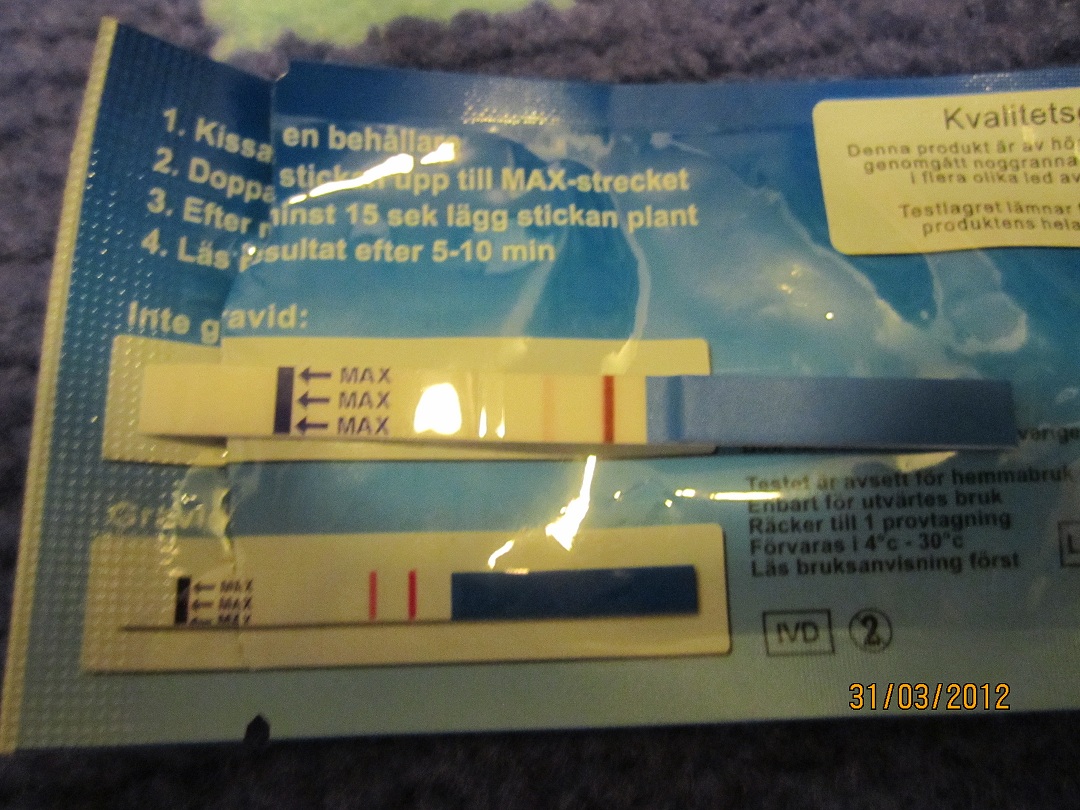 1. Kissa en behållare
2. Doppa stickan upp till MAX-strecket
3. Efter minst 15 sek lägg stickan plant
4. Läs resultat efter 5-10 min
Kvalitets
Denna produkt är av hö
genomgått noggranna
i flera olika led av
Testlagret lämnar
produktens hela
Inte gravid:
MAX
MAX
MAX
Gravi
MAX
MAX
MAX
verige
Testet är avsett för hemmabruk
Enbart för utvärtes bruk
Räcker till 1 provtagning
Förvaras i 4°c - 30°c
Läs bruksanvisning först
IVD 2
L
31/03/2012